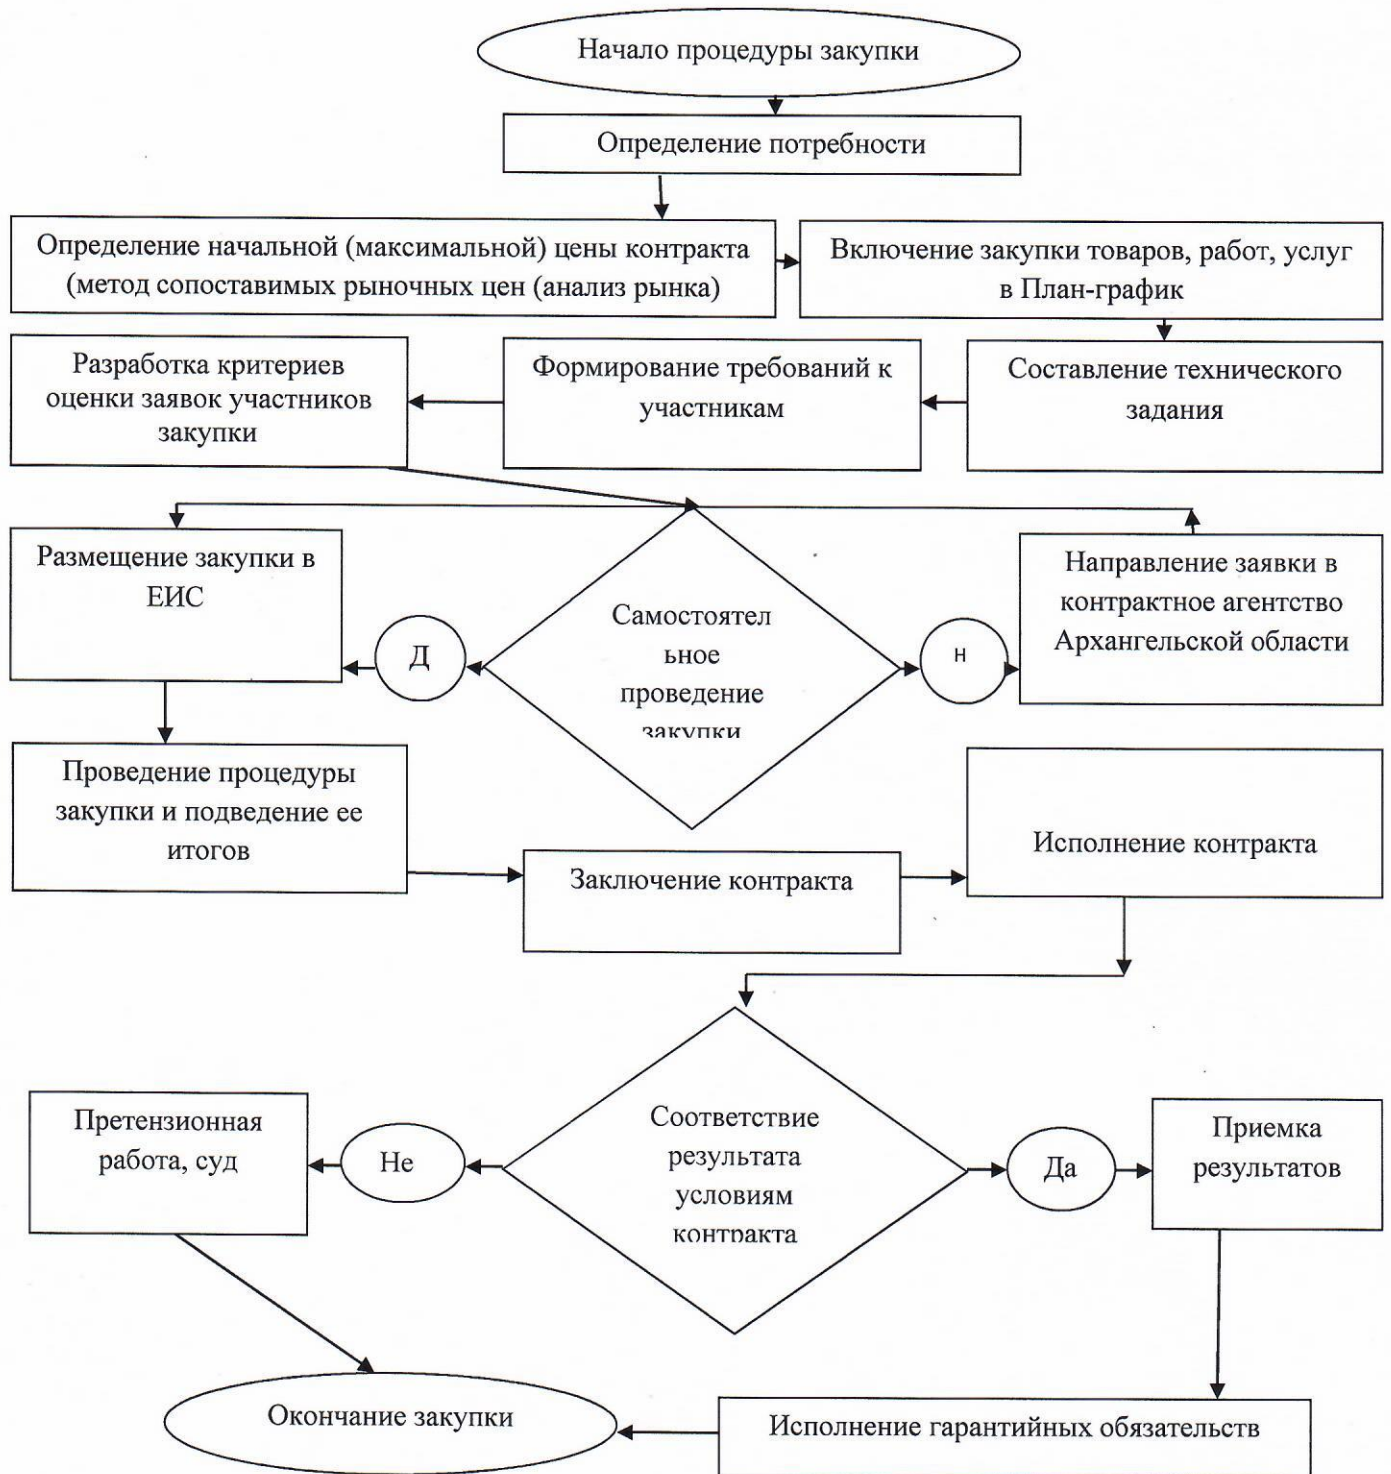 Начало процедуры закупки
Определение потребности
Определение начальной (максимальной) цены контракта
(метод сопоставимых рыночных цен (анализ рынка)
Включение закупки товаров, работ, услуг
в План-график
Разработка критериев
оценки заявок участников
закупки
Формирование требований к
участникам
Составление технического
задания
Размещение закупки в
ЕИС
Д
Самостоятел
ьное
проведение
закупки
н
Направление заявки в
контрактное агентство
Архангельской области
Проведение процедуры
закупки и подведение ее
итогов
Заключение контракта
Исполнение контракта
Претензионная
работа, суд
Не
Соответствие
результата
условиям
контракта
Да
Приемка
результатов
Окончание закупки
Исполнение гарантийных обязательств